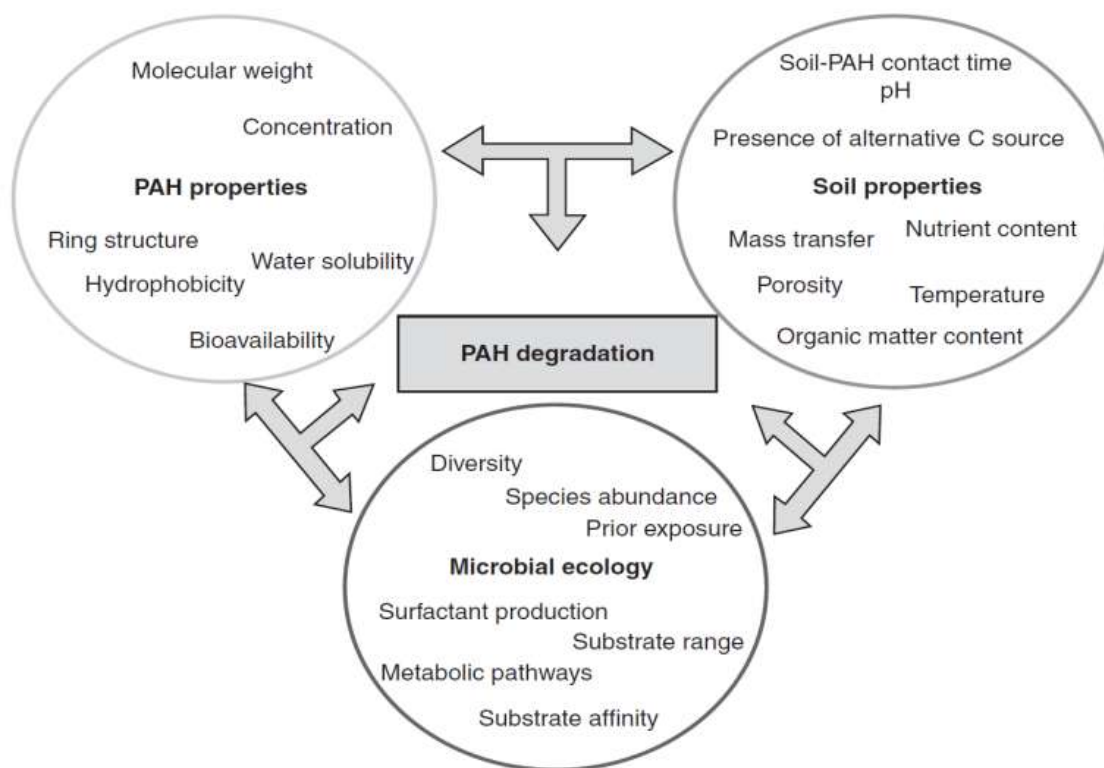 Molecular weight
Concentration
PAH properties
Ring structure
Water solubility
Hydrophobicity
Bioavailability
Soil-PAH contact time
pH
Presence of alternative C source
Soil properties
Nutrient content
Mass transfer
Porosity
Temperature
Organic matter content
PAH degradation
Diversity
Species abundance
Prior exposure
Microbial ecology
Surfactant production
Substrate range
Metabolic pathways
Substrate affinity